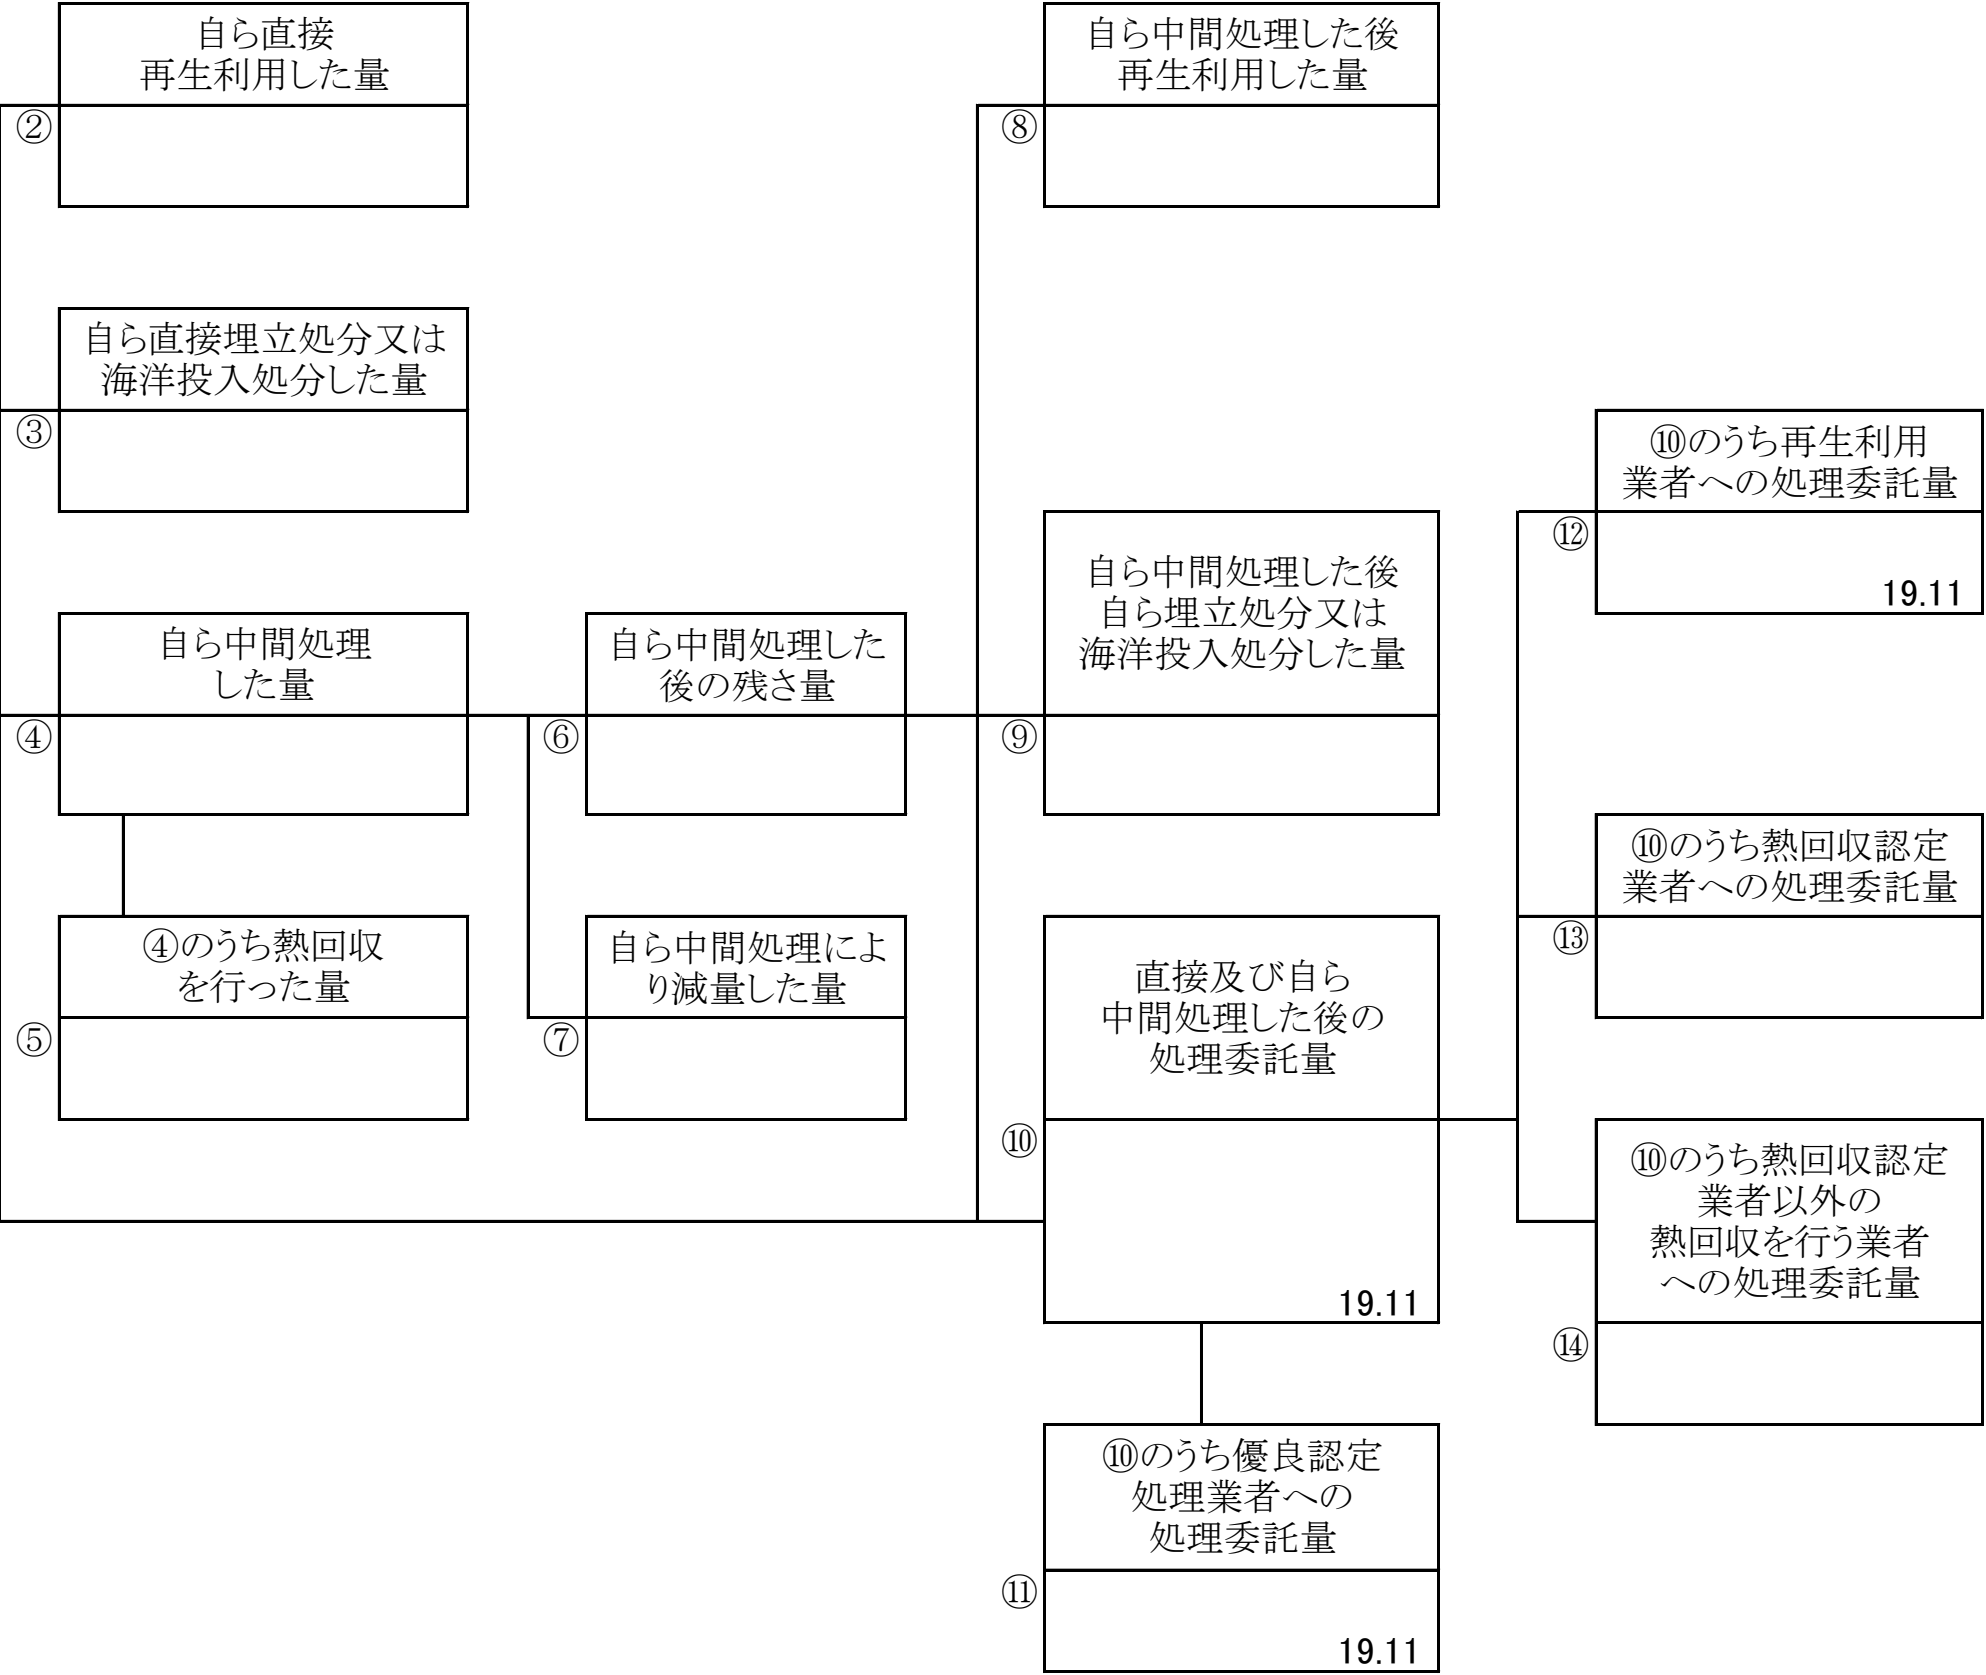 自ら直接
再生利用した量
②
自ら中間処理した後
再生利用した量
⑧
自ら直接埋立処分又は
海洋投入処分した量
③
⑩のうち再生利用
業者への処理委託量
⑫
19.11
自ら中間処理
した量
④
自ら中間処理した
後の残さ量
⑥
自ら中間処理した後
自ら埋立処分又は
海洋投入処分した量
⑨
⑩のうち熱回収認定
業者への処理委託量
⑬
④のうち熱回収
を行った量
⑤
自ら中間処理によ
り減量した量
⑦
直接及び自ら
中間処理した後の
処理委託量
⑩
19.11
⑩のうち熱回収認定
業者以外の
熱回収を行う業者
への処理委託量
⑭
⑩のうち優良認定
処理業者への
処理委託量
⑪
19.11